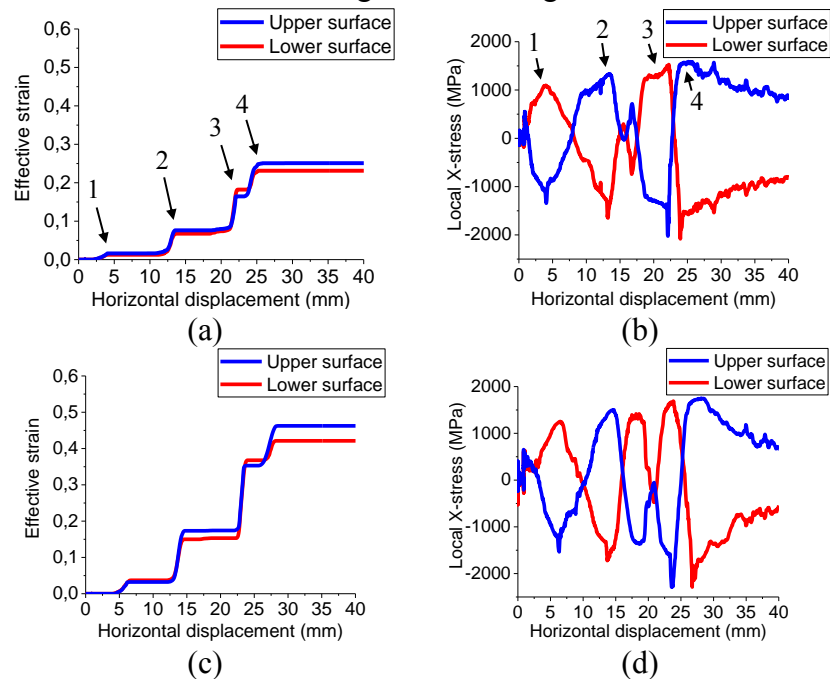 Upper surface
Lower surface
0,6
0,5
0,4
0,3
0,2
0,1
0,0
Effective strain
1
2
3
4
0 5 10 15 20 25 30 35 40
Horizontal displacement (mm)
(a)
Upper surface
Lower surface
2000
1000
0
-1000
-2000
Local X-stress (MPa)
1
2
3
4
0 5 10 15 20 25 30 35 40
Horizontal displacement (mm)
(b)
Upper surface
Lower surface
0,6
0,5
0,4
0,3
0,2
0,1
0,0
Effective strain
0 5 10 15 20 25 30 35 40
Horizontal displacement (mm)
(c)
Upper surface
Lower surface
2000
1000
0
-1000
-2000
Local X-stress (MPa)
0 5 10 15 20 25 30 35 40
Horizontal displacement (mm)
(d)